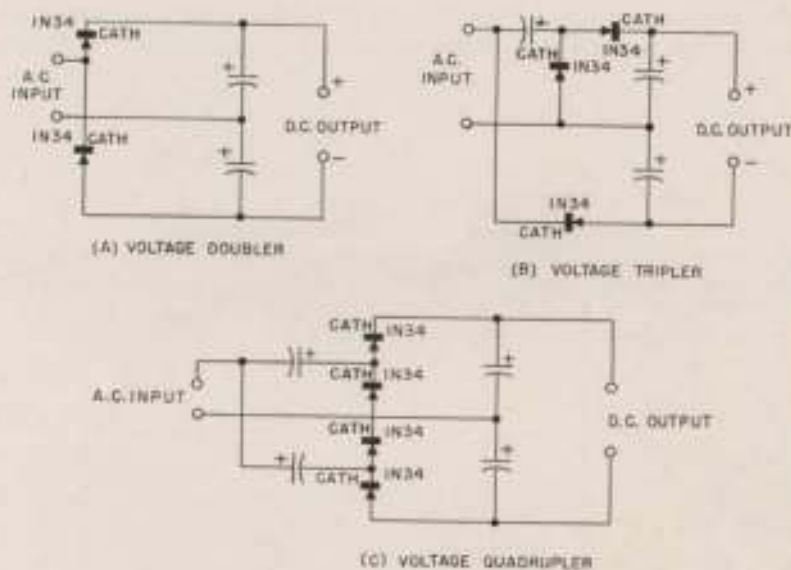 IN34
CATH
A.C.
INPUT
+
+
D.C. OUTPUT
IN34
CATH
+
−
(A) VOLTAGE DOUBLER
+
CATH
A.C.
INPUT
CATH
IN34
IN34
+
+
D.C. OUTPUT
+
−
IN34
CATH
(B) VOLTAGE TRIPLER
CATH
IN34
+
CATH
IN34
+
A.C. INPUT
D.C. OUTPUT
CATH
IN34
+
+
CATH
IN34
(C) VOLTAGE QUADRUPLER